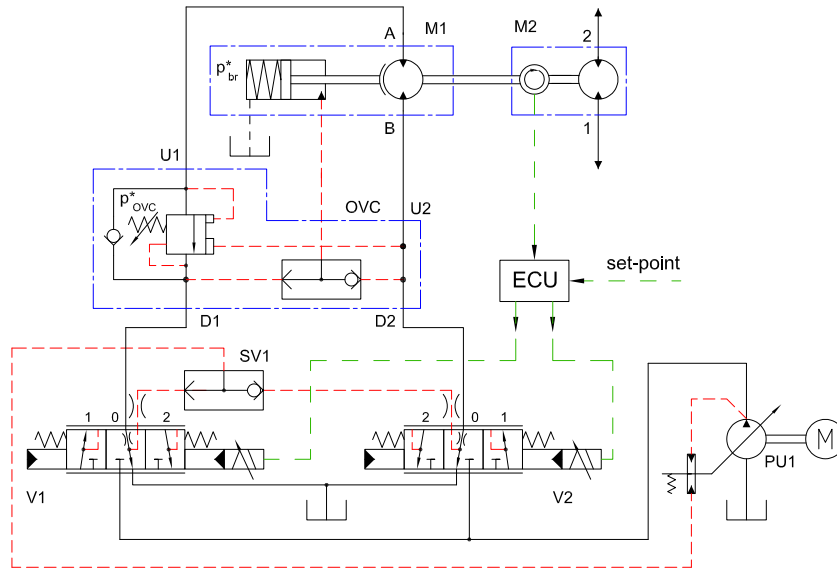 A
M1
M2
2
p*br
B
1
U1
p*OVC
OVC
U2
ECU
set-point
D1
D2
SV1
1 0 2
2 0 1
M
PU1
V1
V2